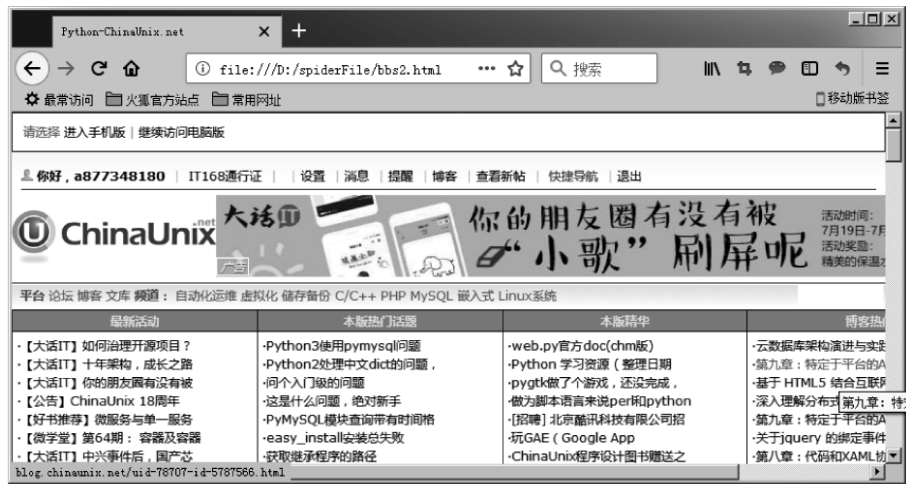 Python-ChinaUnix.net
file:///D:/spiderFile/bbs2.html
搜索
最常访问 火狐官方站点 常用网址 移动版书签
请选择 进入手机版 | 继续访问电脑版
你好，a877348180 | IT168通行证 | | 设置 | 消息 | 提醒 | 博客 | 查看新帖 | 快捷导航 | 退出
ChinaUnix.net
大话IT
广告
你的朋友圈有没有被
“小歌”刷屏呢
活动时间：
7月19日-7月
活动奖励：
精美的保温
平台 论坛 博客 文库 频道： 自动化运维 虚拟化 储存备份 C/C++ PHP MySQL 嵌入式 Linux系统
最新活动 本版热门话题 本版精华 博客热
·【大话IT】如何治理开源项目？ ·Python3使用pymysql问题 ·web.py官方doc(chm版) ·云数据库架构演进与实践
·【大话IT】十年架构，成长之路 ·Python2处理中文dict的问题， ·Python 学习资源（整理日期 ·第九章：特定于平台的A
·【大话IT】你的朋友圈有没有被 ·问个入门级的问题 ·pygtk做了个游戏，还没完成， ·基于 HTML5 结合互联网
·【公告】ChinaUnix 18周年 ·这是什么问题，绝对新手 ·做为脚本语言来说perl和python ·深入理解分布式
第九章：特
·【好书推荐】微服务与单一服务 ·PyMySQL模块查询带有时间格 ·[招聘] 北京酷讯科技有限公司招 ·第九章：特定于平台的A
·【微学堂】第64期： 容器及容器 ·easy_install安装总失败 ·玩GAE ( Google App ·关于jquery 的绑定事件
·【大话IT】中兴事件后，国产芯 ·获取继承程序的路径 ·ChinaUnix程序设计图书赠送之 ·第八章：代码和XAML协
blog.chinaunix.net/uid-78707-id-5787566.html